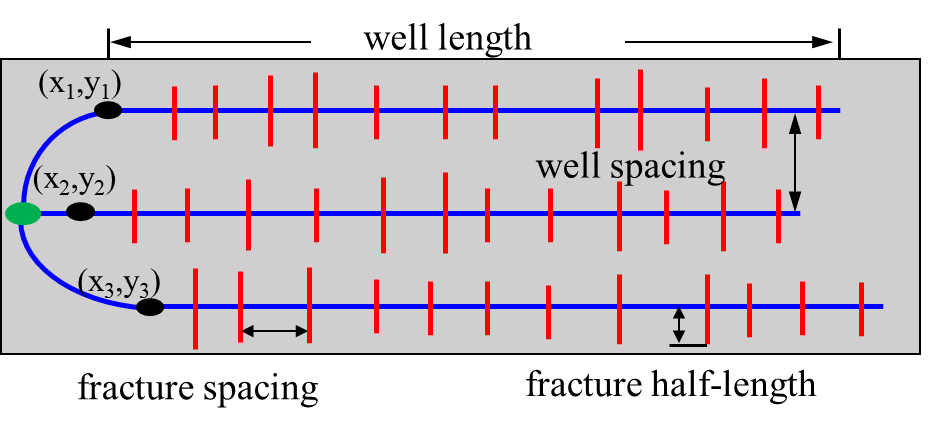 well length
(x₁,y₁)
well spacing
(x₂,y₂)
(x₃,y₃)
fracture spacing
fracture half-length